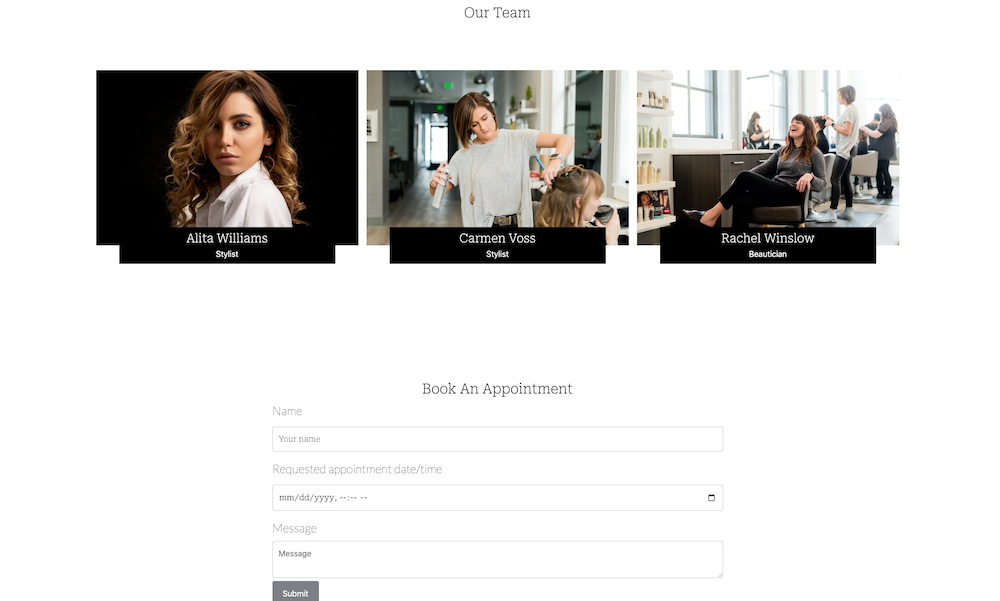 Our Team
Alita Williams
Stylist
Carmen Voss
Stylist
Rachel Winslow
Beautician
Book An Appointment
Name
Your name
Requested appointment date/time
mm/dd/yyyy, --:-- --
Message
Message
Submit